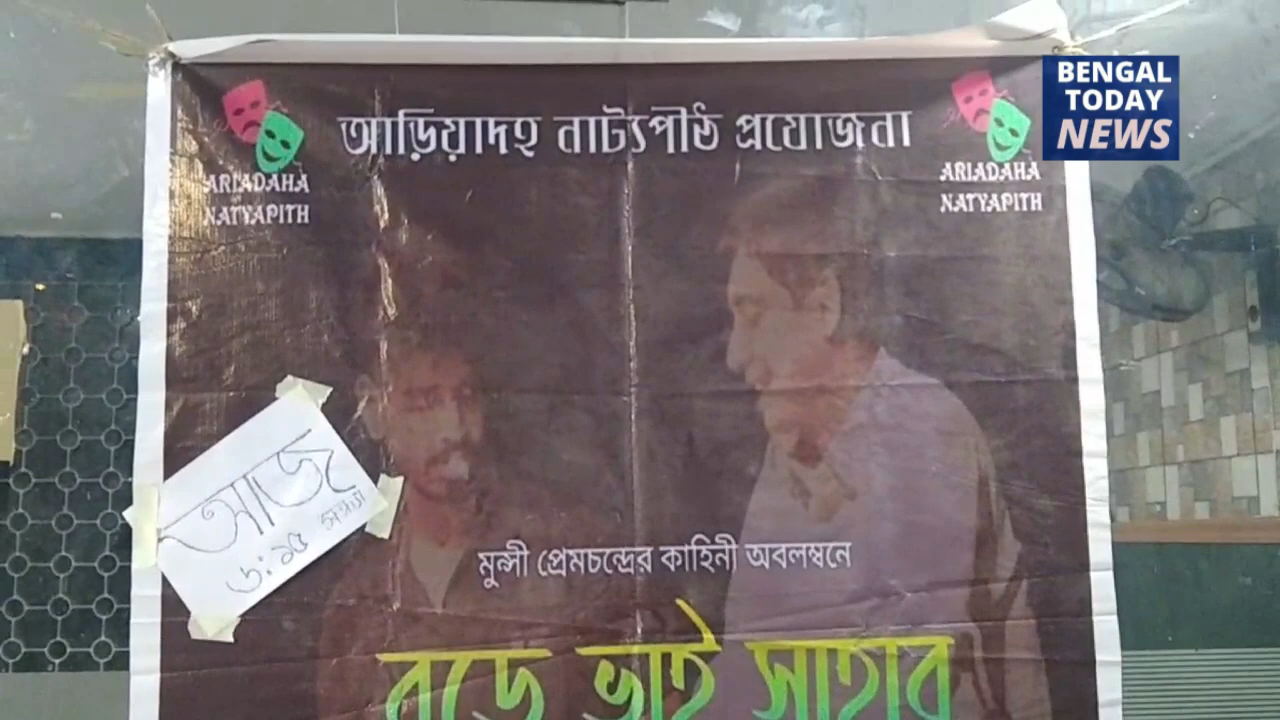 BENGAL
TODAY
NEWS
আড়িয়াদহ নাট্যপীঠ প্রযোজনা
ARIADAHA
NATYAPITH
ARIADAHA
NATYAPITH
আজ
৬:১৫ সন্ধ্যা
মুন্সী প্রেমচন্দ্রের কাহিনী অবলম্বনে
বড়ে ভাই সাহাব